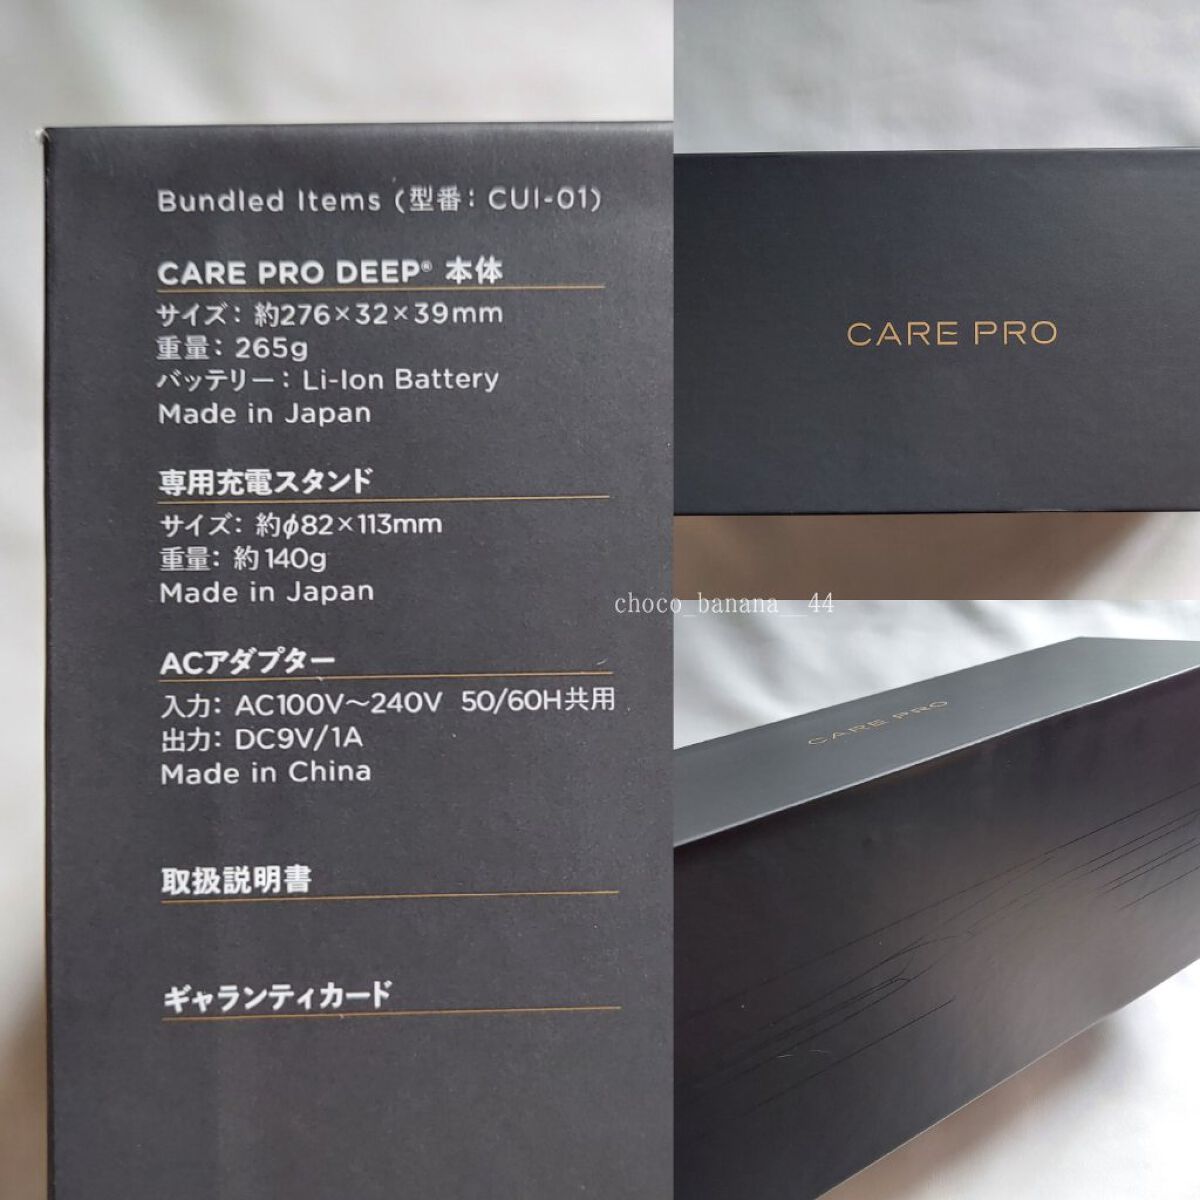 Bundled Items (型番: CUI-01)
CARE PRO DEEP® 本体
サイズ: 約276×32×39mm
重量: 265g
バッテリー: Li-Ion Battery
Made in Japan
専用充電スタンド
サイズ: 約φ82×113mm
重量: 約140g
Made in Japan
ACアダプター
入力: AC100V〜240V 50/60H共用
出力: DC9V/1A
Made in China
取扱説明書
ギャランティカード
CARE PRO
choco_banana__44
CARE PRO